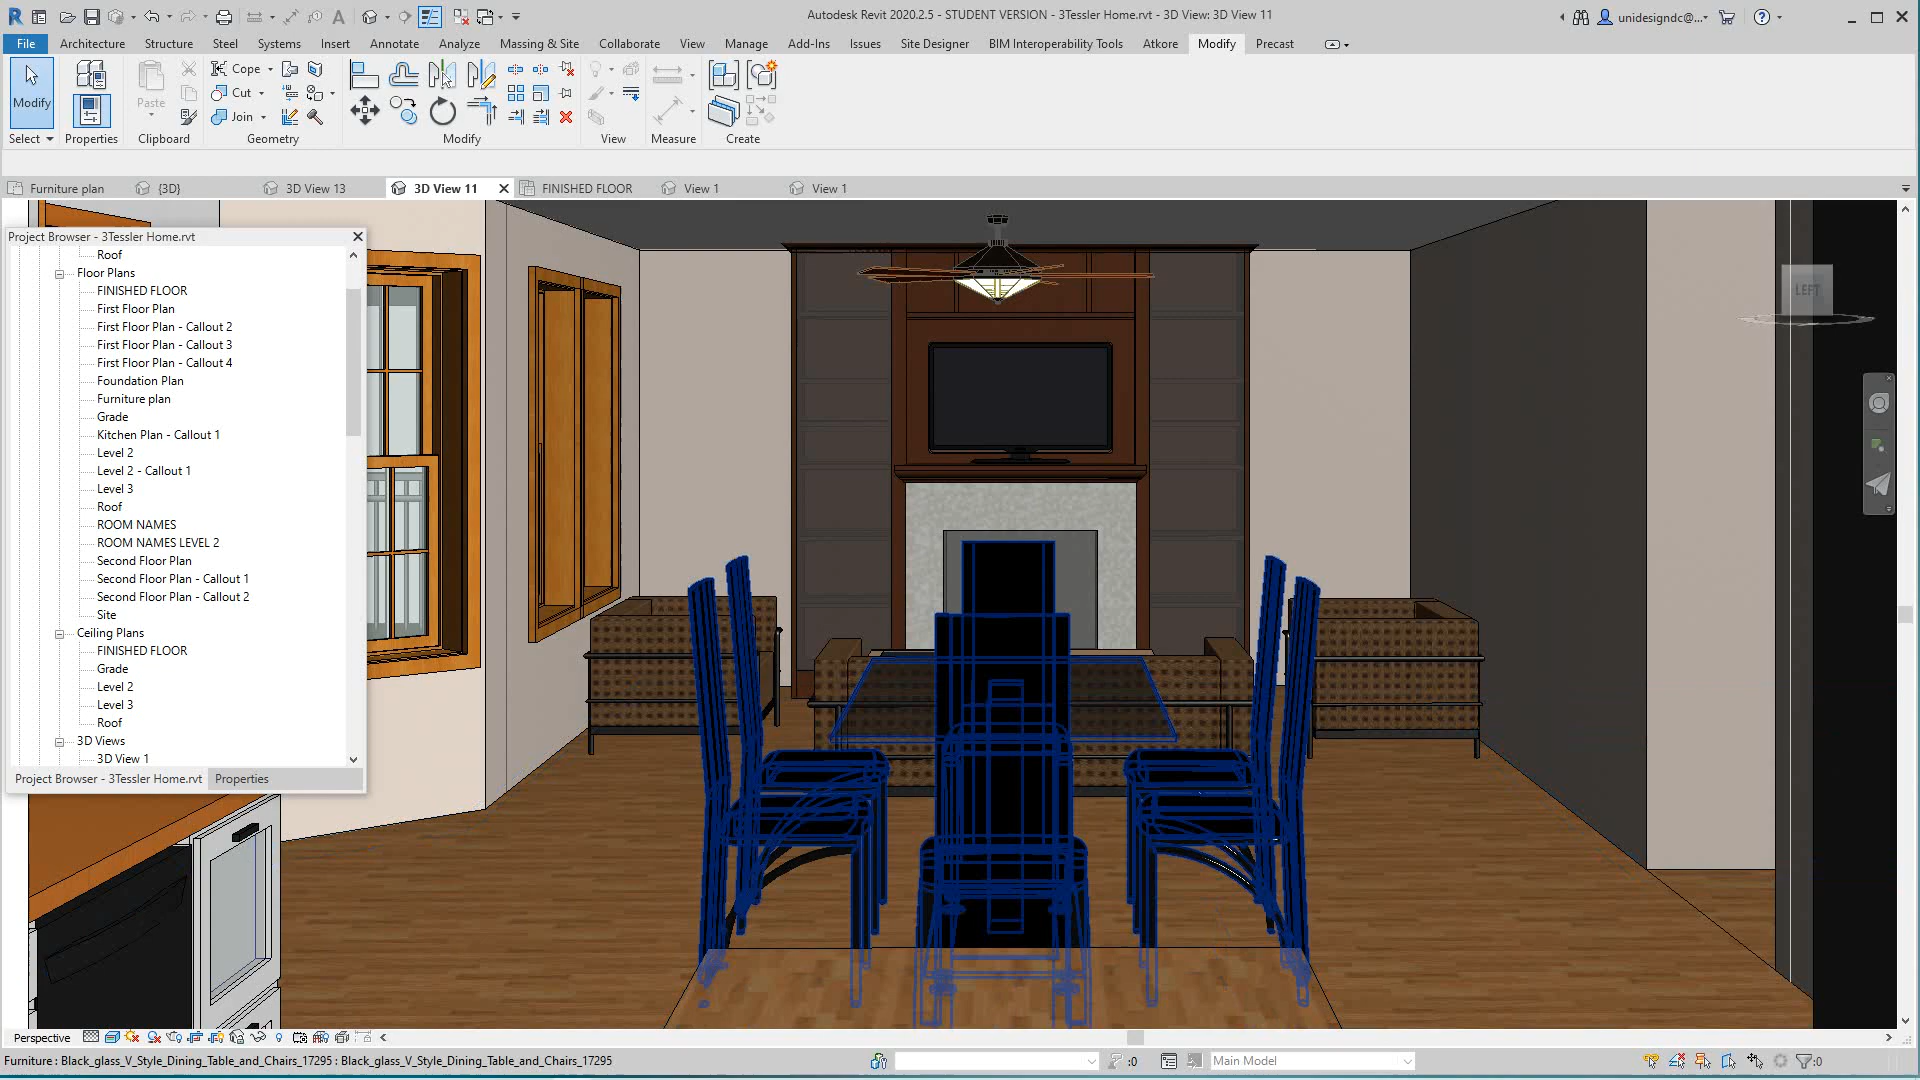 Autodesk Revit 2020.2.5 - STUDENT VERSION - 3Tessler Home.rvt - 3D View: 3D View 11
unidesigndc@...
File Architecture Structure Steel Systems Insert Annotate Analyze Massing & Site Collaborate View Manage Add-Ins Issues Site Designer BIM Interoperability Tools Atkore Modify Precast
Modify
Paste
Cope
Cut
Join
Select Properties Clipboard Geometry Modify View Measure Create
Furniture plan {3D} 3D View 13 3D View 11 FINISHED FLOOR View 1 View 1
Project Browser - 3Tessler Home.rvt
Roof
Floor Plans
FINISHED FLOOR
First Floor Plan
First Floor Plan - Callout 2
First Floor Plan - Callout 3
First Floor Plan - Callout 4
Foundation Plan
Furniture plan
Grade
Kitchen Plan - Callout 1
Level 2
Level 2 - Callout 1
Level 3
Roof
ROOM NAMES
ROOM NAMES LEVEL 2
Second Floor Plan
Second Floor Plan - Callout 1
Second Floor Plan - Callout 2
Site
Ceiling Plans
FINISHED FLOOR
Grade
Level 2
Level 3
Roof
3D Views
3D View 1
Project Browser - 3Tessler Home.rvt Properties
LEFT
Perspective
Furniture : Black_glass_V_Style_Dining_Table_and_Chairs_17295 : Black_glass_V_Style_Dining_Table_and_Chairs_17295
:0
Main Model
:0